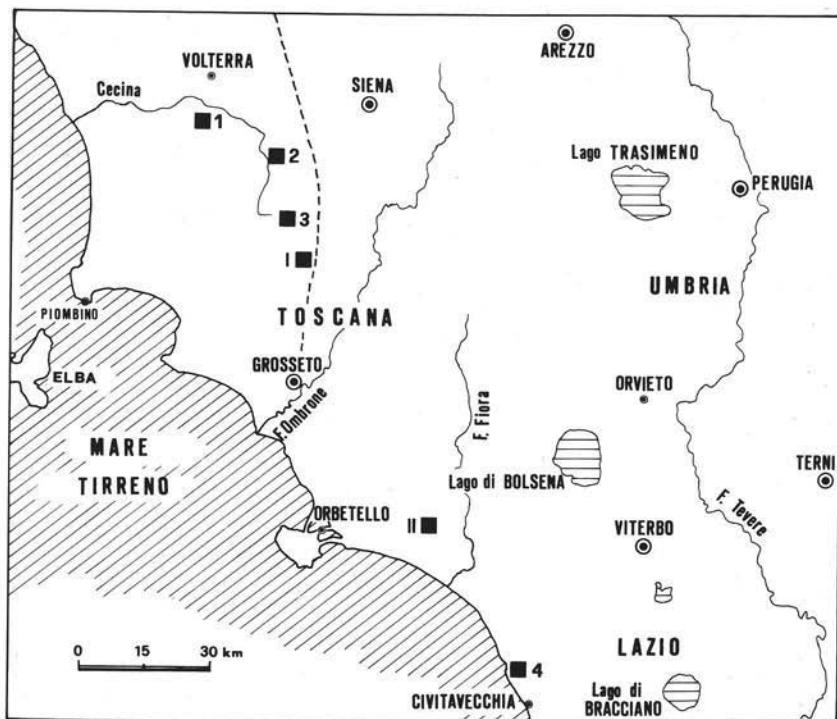 AREZZO
VOLTERRA
SIENA
Cecina
1
2
Lago TRASIMENO
PERUGIA
3
I
UMBRIA
PIOMBINO
TOSCANA
GROSSETO
ELBA
ORVIETO
F. Ombrone
F. Fiora
MARE
TIRRENO
Lago di BOLSENA
TERNI
F. Tevere
ORBETELLO
II
VITERBO
0 15 30 km
4
LAZIO
CIVITAVECCHIA
Lago di
BRACCIANO